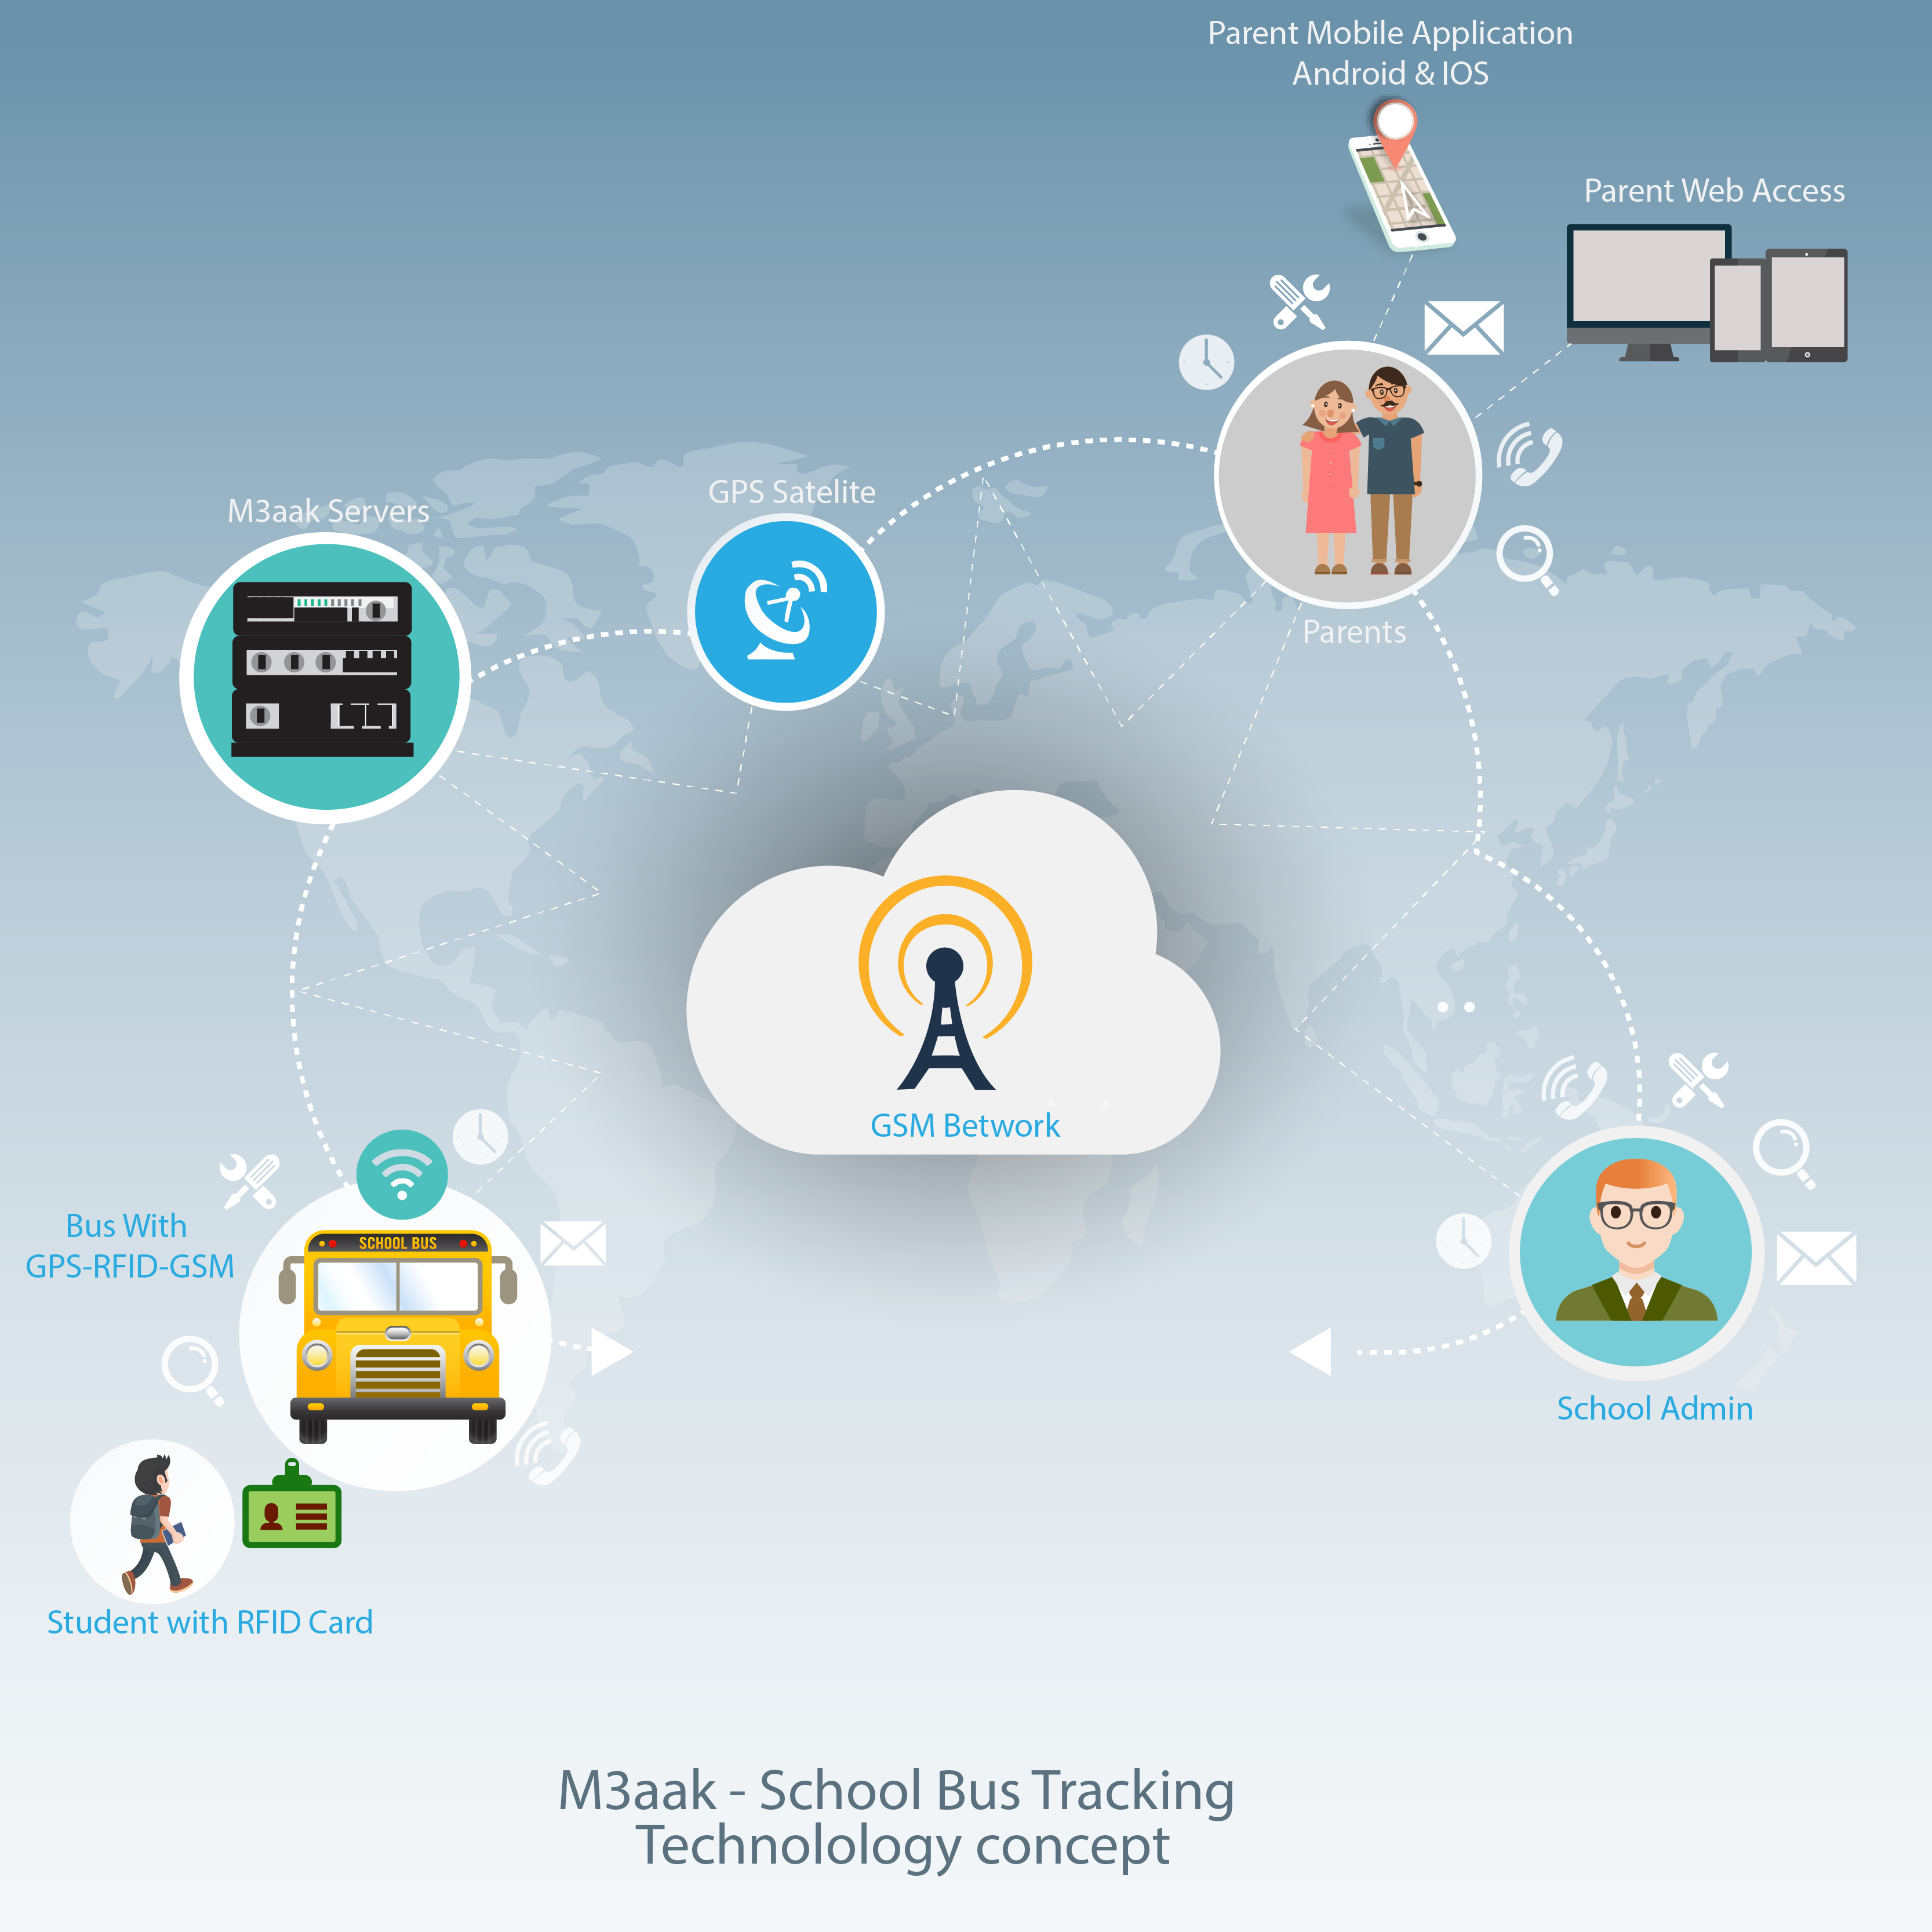 Parent Mobile Application
Android & IOS
Parent Web Access
GPS Satelite
M3aak Servers
Parents
GSM Betwork
Bus With
GPS-RFID-GSM
SCHOOL BUS
School Admin
Student with RFID Card
M3aak - School Bus Tracking
Technolology concept